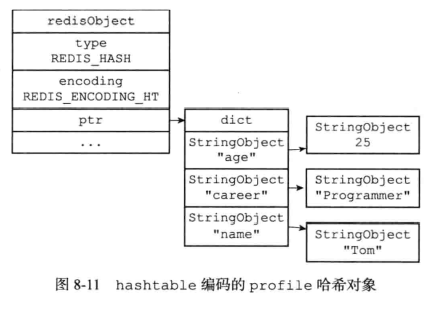 redisObject
type
REDIS_HASH
encoding
REDIS_ENCODING_HT
ptr
...
dict
StringObject
"age"
StringObject
"career"
StringObject
"name"
StringObject
25
StringObject
"Programmer"
StringObject
"Tom"
图 8-11 hashtable 编码的 profile 哈希对象